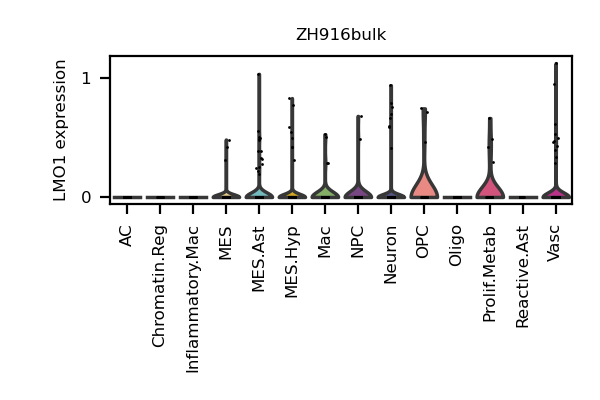 ZH916bulk
LMO1 expression
1
0
AC
Chromatin.Reg
Inflammatory.Mac
MES
MES.Ast
MES.Hyp
Mac
NPC
Neuron
OPC
Oligo
Prolif.Metab
Reactive.Ast
Vasc